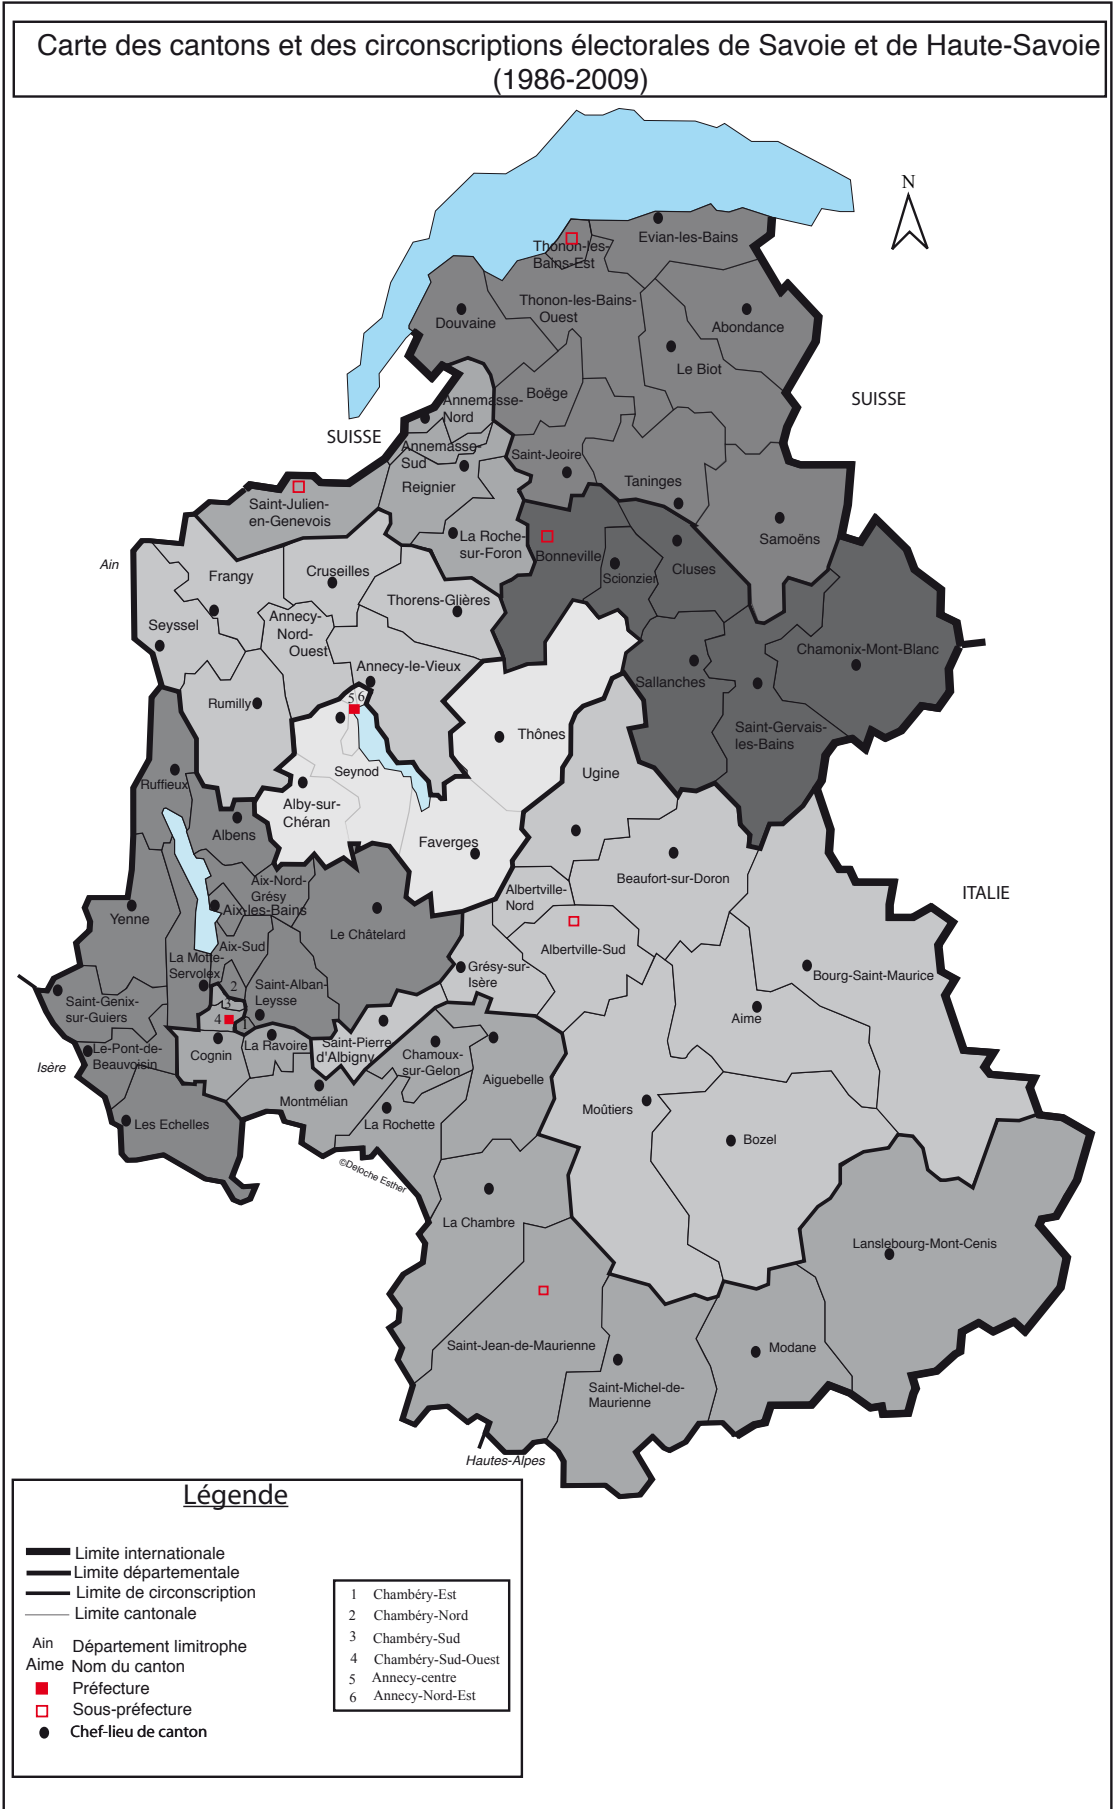 Carte des cantons et des circonscriptions électorales de Savoie et de Haute-Savoie
(1986-2009)
N
Evian-les-Bains
Thonon-les-
Bains-Est
Thonon-les-Bains-
Ouest
Douvaine
Abondance
Le Biot
SUISSE
Boëge
Annemasse-
Nord
SUISSE
Annemasse-
Sud
Saint-Jeoire
Reignier
Taninges
Saint-Julien-
en-Genevois
La Roche-
sur-Foron
Samoëns
Bonneville
Ain
Cluses
Scionzier
Frangy
Cruseilles
Thorens-Glières
Annecy-
Nord-
Ouest
Seyssel
Chamonix-Mont-Blanc
Annecy-le-Vieux
Sallanches
5
6
Rumilly
Thônes
Saint-Gervais-
les-Bains
Seynod
Ugine
Ruffieux
Alby-sur-
Chéran
Albens
Faverges
Beaufort-sur-Doron
Aix-Nord-
Grésy
Albertville-
Nord
ITALIE
Aix-les-Bains
Yenne
Le Châtelard
Aix-Sud
Albertville-Sud
La Motte-
Servolex
Grésy-sur-
Isère
Bourg-Saint-Maurice
2
Saint-Alban-
Leysse
Saint-Genix-
sur-Guiers
3
4
1
Aime
Le-Pont-de-
Beauvoisin
Cognin
La Ravoire
Saint-Pierre
d'Albigny
Chamoux-
sur-Gelon
Isère
Aiguebelle
Montmélian
Moûtiers
La Rochette
Les Echelles
Bozel
©Deloche Esther
La Chambre
Lanslebourg-Mont-Cenis
Saint-Jean-de-Maurienne
Modane
Saint-Michel-de-
Maurienne
Hautes-Alpes
Légende
Limite internationale
Limite départementale
Limite de circonscription
Limite cantonale
Ain Département limitrophe
Aime Nom du canton
Préfecture
Sous-préfecture
Chef-lieu de canton
1 Chambéry-Est
2 Chambéry-Nord
3 Chambéry-Sud
4 Chambéry-Sud-Ouest
5 Annecy-centre
6 Annecy-Nord-Est